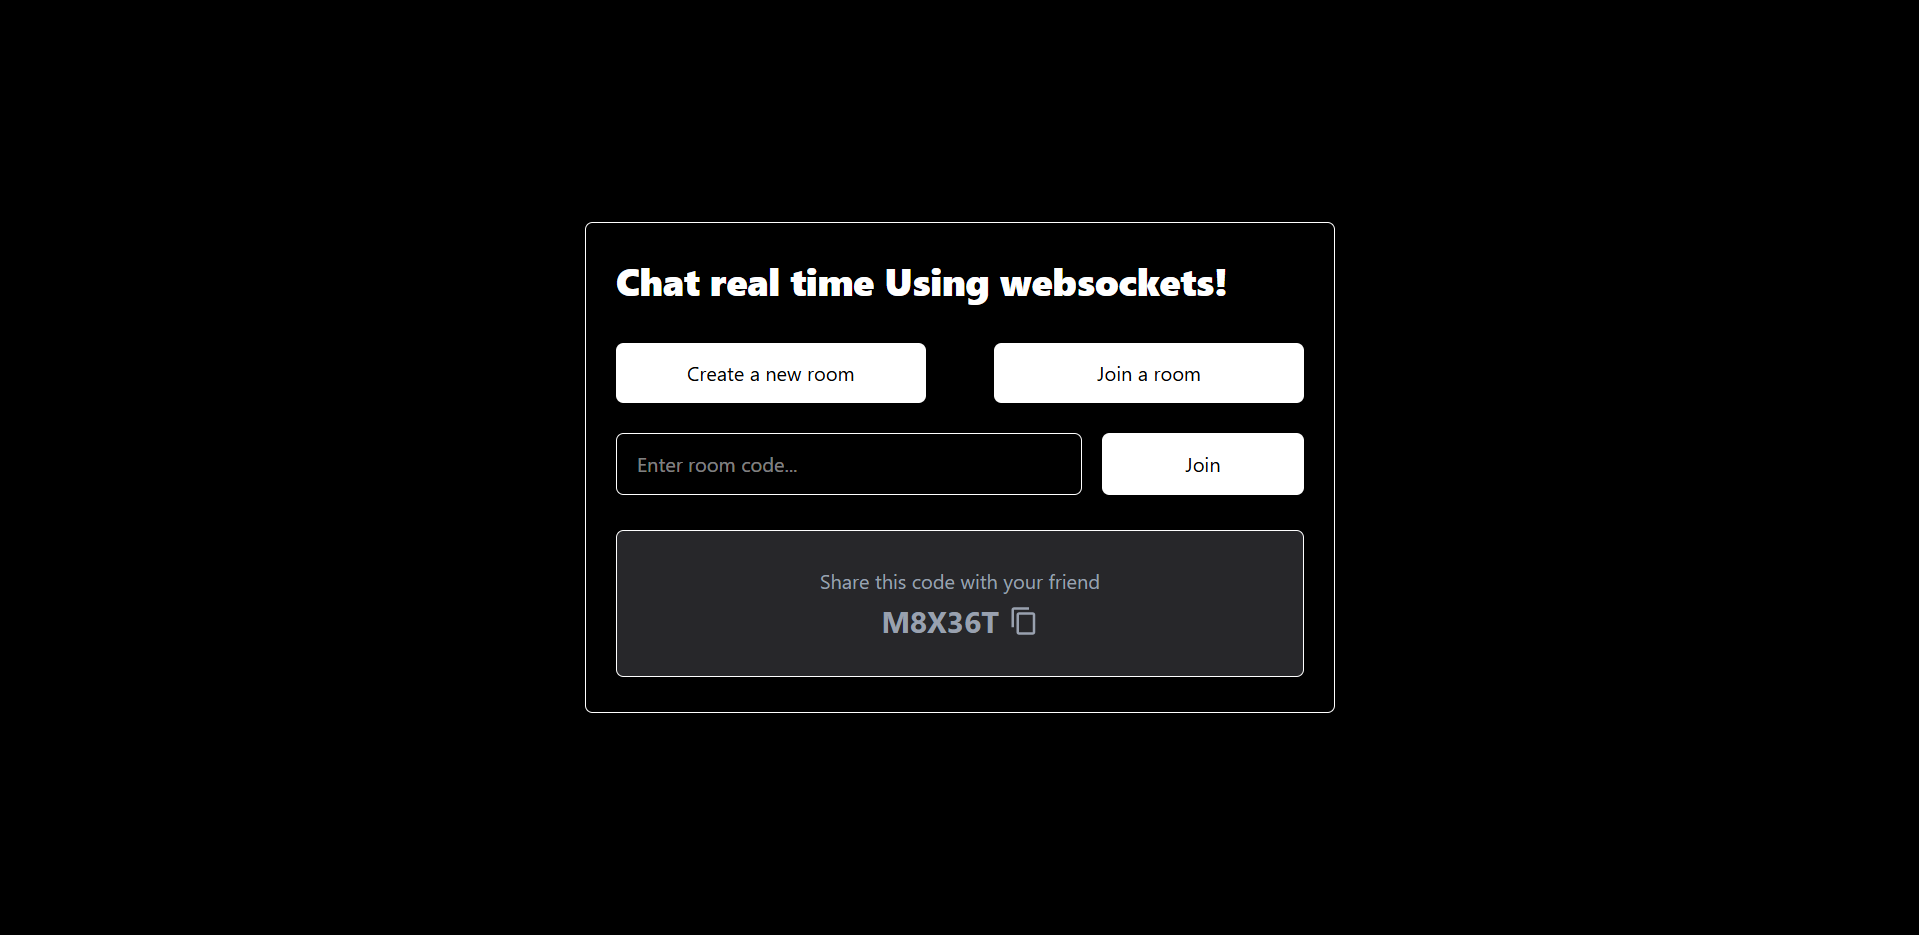 Chat real time Using websockets!
Create a new room
Join a room
Enter room code...
Join
Share this code with your friend
M8X36T